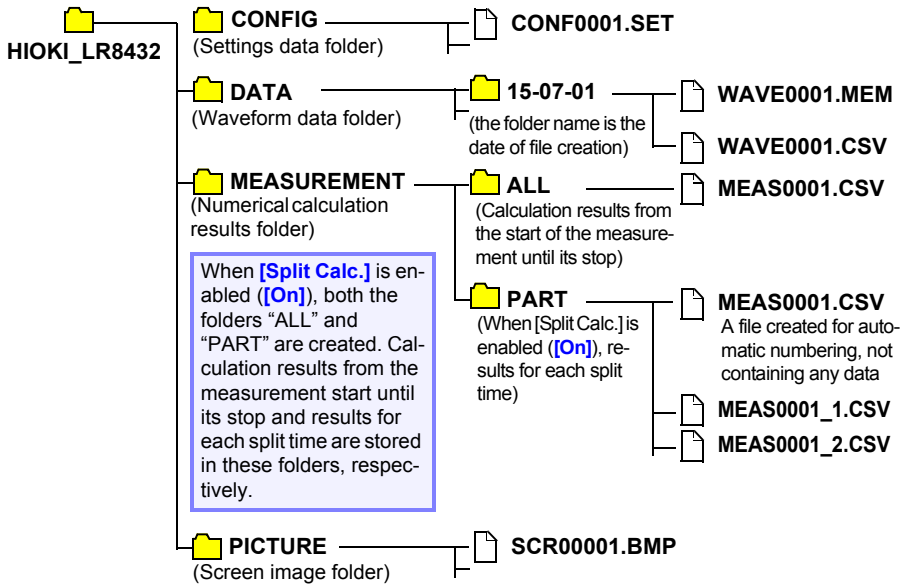 HIOKI_LR8432
CONFIG
(Settings data folder)
CONF0001.SET
DATA
(Waveform data folder)
15-07-01
(the folder name is the
date of file creation)
WAVE0001.MEM
WAVE0001.CSV
MEASUREMENT
(Numerical calculation
results folder)
ALL
(Calculation results from
the start of the measure-
ment until its stop)
MEAS0001.CSV
When [Split Calc.] is en-
abled ([On]), both the
folders “ALL” and
“PART” are created. Cal-
culation results from the
measurement start until
its stop and results for
each split time are stored
in these folders, respec-
tively.
PART
(When [Split Calc.] is
enabled ([On]), re-
sults for each split
time)
MEAS0001.CSV
A file created for auto-
matic numbering, not
containing any data
MEAS0001_1.CSV
MEAS0001_2.CSV
PICTURE
(Screen image folder)
SCR00001.BMP